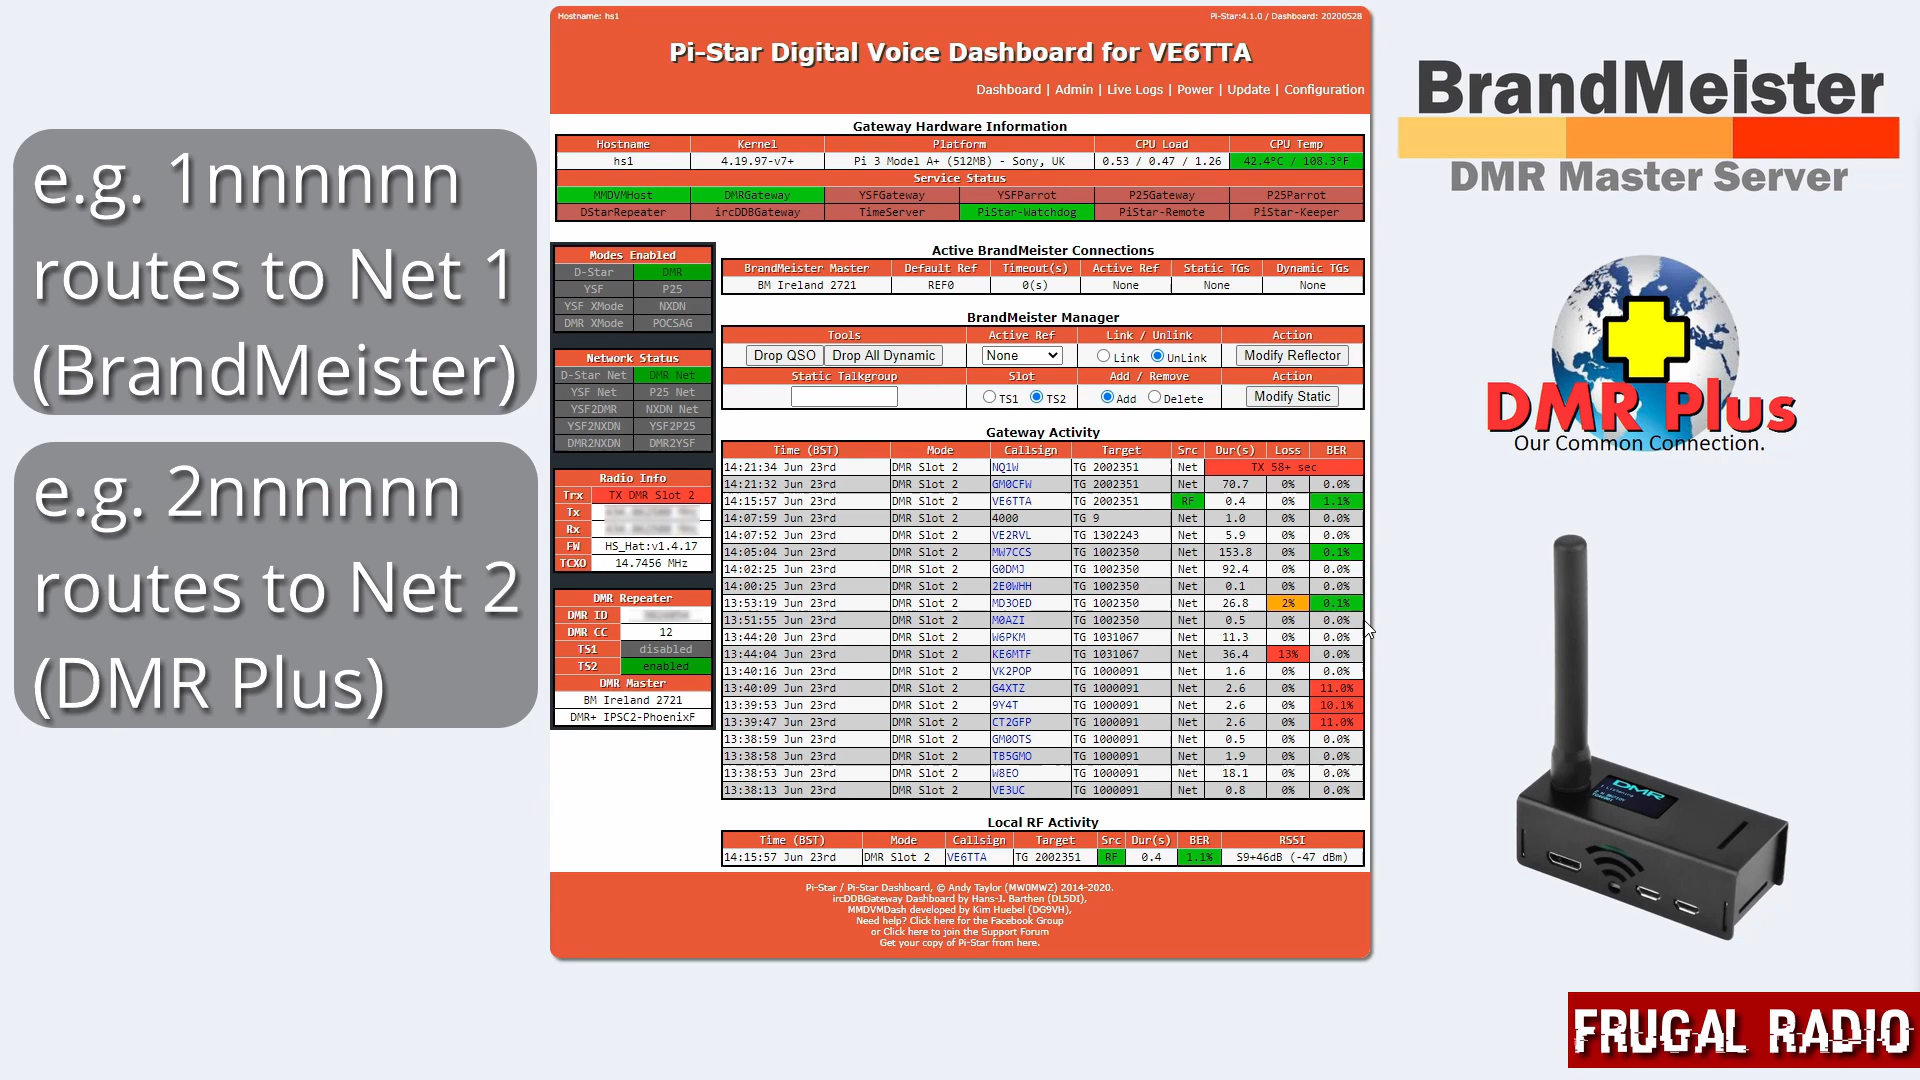 Hostname: hs1
Pi-Star:4.1.0 / Dashboard: 20200528
Pi-Star Digital Voice Dashboard for VE6TTA
Dashboard | Admin | Live Logs | Power | Update | Configuration
e.g. 1nnnnnn
routes to Net 1
(BrandMeister)
e.g. 2nnnnnn
routes to Net 2
(DMR Plus)
Gateway Hardware Information
Hostname Kernel Platform CPU Load CPU Temp
hs1 4.19.97-v7+ Pi 3 Model A+ (512MB) - Sony, UK 0.53 / 0.47 / 1.26 42.4°C / 108.3°F
Service Status
MMDVMHost DMRGateway YSFGateway YSFParrot P25Gateway P25Parrot
DStarRepeater ircDDBGateway TimeServer PiStar-Watchdog PiStar-Remote PiStar-Keeper
Modes Enabled
D-Star DMR
YSF P25
YSF XMode NXDN
DMR XMode POCSAG
Network Status
D-Star Net DMR Net
YSF Net P25 Net
YSF2DMR NXDN Net
YSF2NXDN YSF2P25
DMR2NXDN DMR2YSF
Radio Info
Trx TX DMR Slot 2
Tx
Rx
FW HS_Hat:v1.4.17
TCXO 14.7456 MHz
DMR Repeater
DMR ID
DMR CC 12
TS1 disabled
TS2 enabled
DMR Master
BM Ireland 2721
DMR+ IPSC2-PhoenixF
Active BrandMeister Connections
BrandMeister Master Default Ref Timeout(s) Active Ref Static TGs Dynamic TGs
BM Ireland 2721 REF0 0(s) None None None
BrandMeister Manager
Tools Active Ref Link / Unlink Action
Drop QSO Drop All Dynamic None Link UnLink Modify Reflector
Static Talkgroup Slot Add / Remove Action
TS1 TS2 Add Delete Modify Static
Gateway Activity
Time (BST) Mode Callsign Target Src Dur(s) Loss BER
14:21:34 Jun 23rd DMR Slot 2 NQ1W TG 2002351 Net TX 58+ sec
14:21:32 Jun 23rd DMR Slot 2 GM0CFW TG 2002351 Net 70.7 0% 0.0%
14:15:57 Jun 23rd DMR Slot 2 VE6TTA TG 2002351 RF 0.4 0% 1.1%
14:07:59 Jun 23rd DMR Slot 2 4000 TG 9 Net 1.0 0% 0.0%
14:07:52 Jun 23rd DMR Slot 2 VE2RVL TG 1302243 Net 5.9 0% 0.0%
14:05:04 Jun 23rd DMR Slot 2 MW7CCS TG 1002350 Net 153.8 0% 0.1%
14:02:25 Jun 23rd DMR Slot 2 G0DMJ TG 1002350 Net 92.4 0% 0.0%
14:00:25 Jun 23rd DMR Slot 2 2E0WHH TG 1002350 Net 0.1 0% 0.0%
13:53:19 Jun 23rd DMR Slot 2 MD3OED TG 1002350 Net 26.8 2% 0.1%
13:51:55 Jun 23rd DMR Slot 2 M0AZI TG 1002350 Net 0.5 0% 0.0%
13:44:20 Jun 23rd DMR Slot 2 W6PKM TG 1031067 Net 11.3 0% 0.0%
13:44:04 Jun 23rd DMR Slot 2 KE6MTF TG 1031067 Net 36.4 13% 0.0%
13:40:16 Jun 23rd DMR Slot 2 VK2POP TG 1000091 Net 1.6 0% 0.0%
13:40:09 Jun 23rd DMR Slot 2 G4XTZ TG 1000091 Net 2.6 0% 11.0%
13:39:53 Jun 23rd DMR Slot 2 9Y4T TG 1000091 Net 2.6 0% 10.1%
13:39:47 Jun 23rd DMR Slot 2 CT2GFP TG 1000091 Net 2.6 0% 11.0%
13:38:59 Jun 23rd DMR Slot 2 GM0OTS TG 1000091 Net 0.5 0% 0.0%
13:38:58 Jun 23rd DMR Slot 2 TB5GMO TG 1000091 Net 1.9 0% 0.0%
13:38:53 Jun 23rd DMR Slot 2 W8EO TG 1000091 Net 18.1 0% 0.0%
13:38:13 Jun 23rd DMR Slot 2 VE3UC TG 1000091 Net 0.8 0% 0.0%
Local RF Activity
Time (BST) Mode Callsign Target Src Dur(s) BER RSSI
14:15:57 Jun 23rd DMR Slot 2 VE6TTA TG 2002351 RF 0.4 1.1% S9+46dB (-47 dBm)
Pi-Star / Pi-Star Dashboard, © Andy Taylor (MW0MWZ) 2014-2020.
ircDDBGateway Dashboard by Hans-J. Barthen (DL5DI),
MMDVMDash developed by Kim Huebel (DG9VH),
Need help? Click here for the Facebook Group
or Click here to join the Support Forum
Get your copy of Pi-Star from here.
BrandMeister
DMR Master Server
DMR Plus
Our Common Connection.
DMR
FRUGAL RADIO